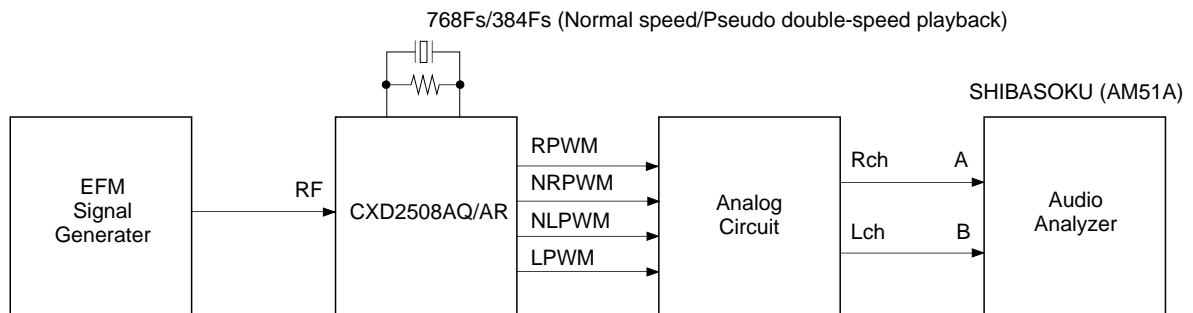 768Fs/384Fs (Normal speed/Pseudo double-speed playback)
SHIBASOKU (AM51A)
EFM
Signal
Generater
RF
CXD2508AQ/AR
RPWM
NRPWM
NLPWM
LPWM
Analog
Circuit
Rch A
Lch B
Audio
Analyzer